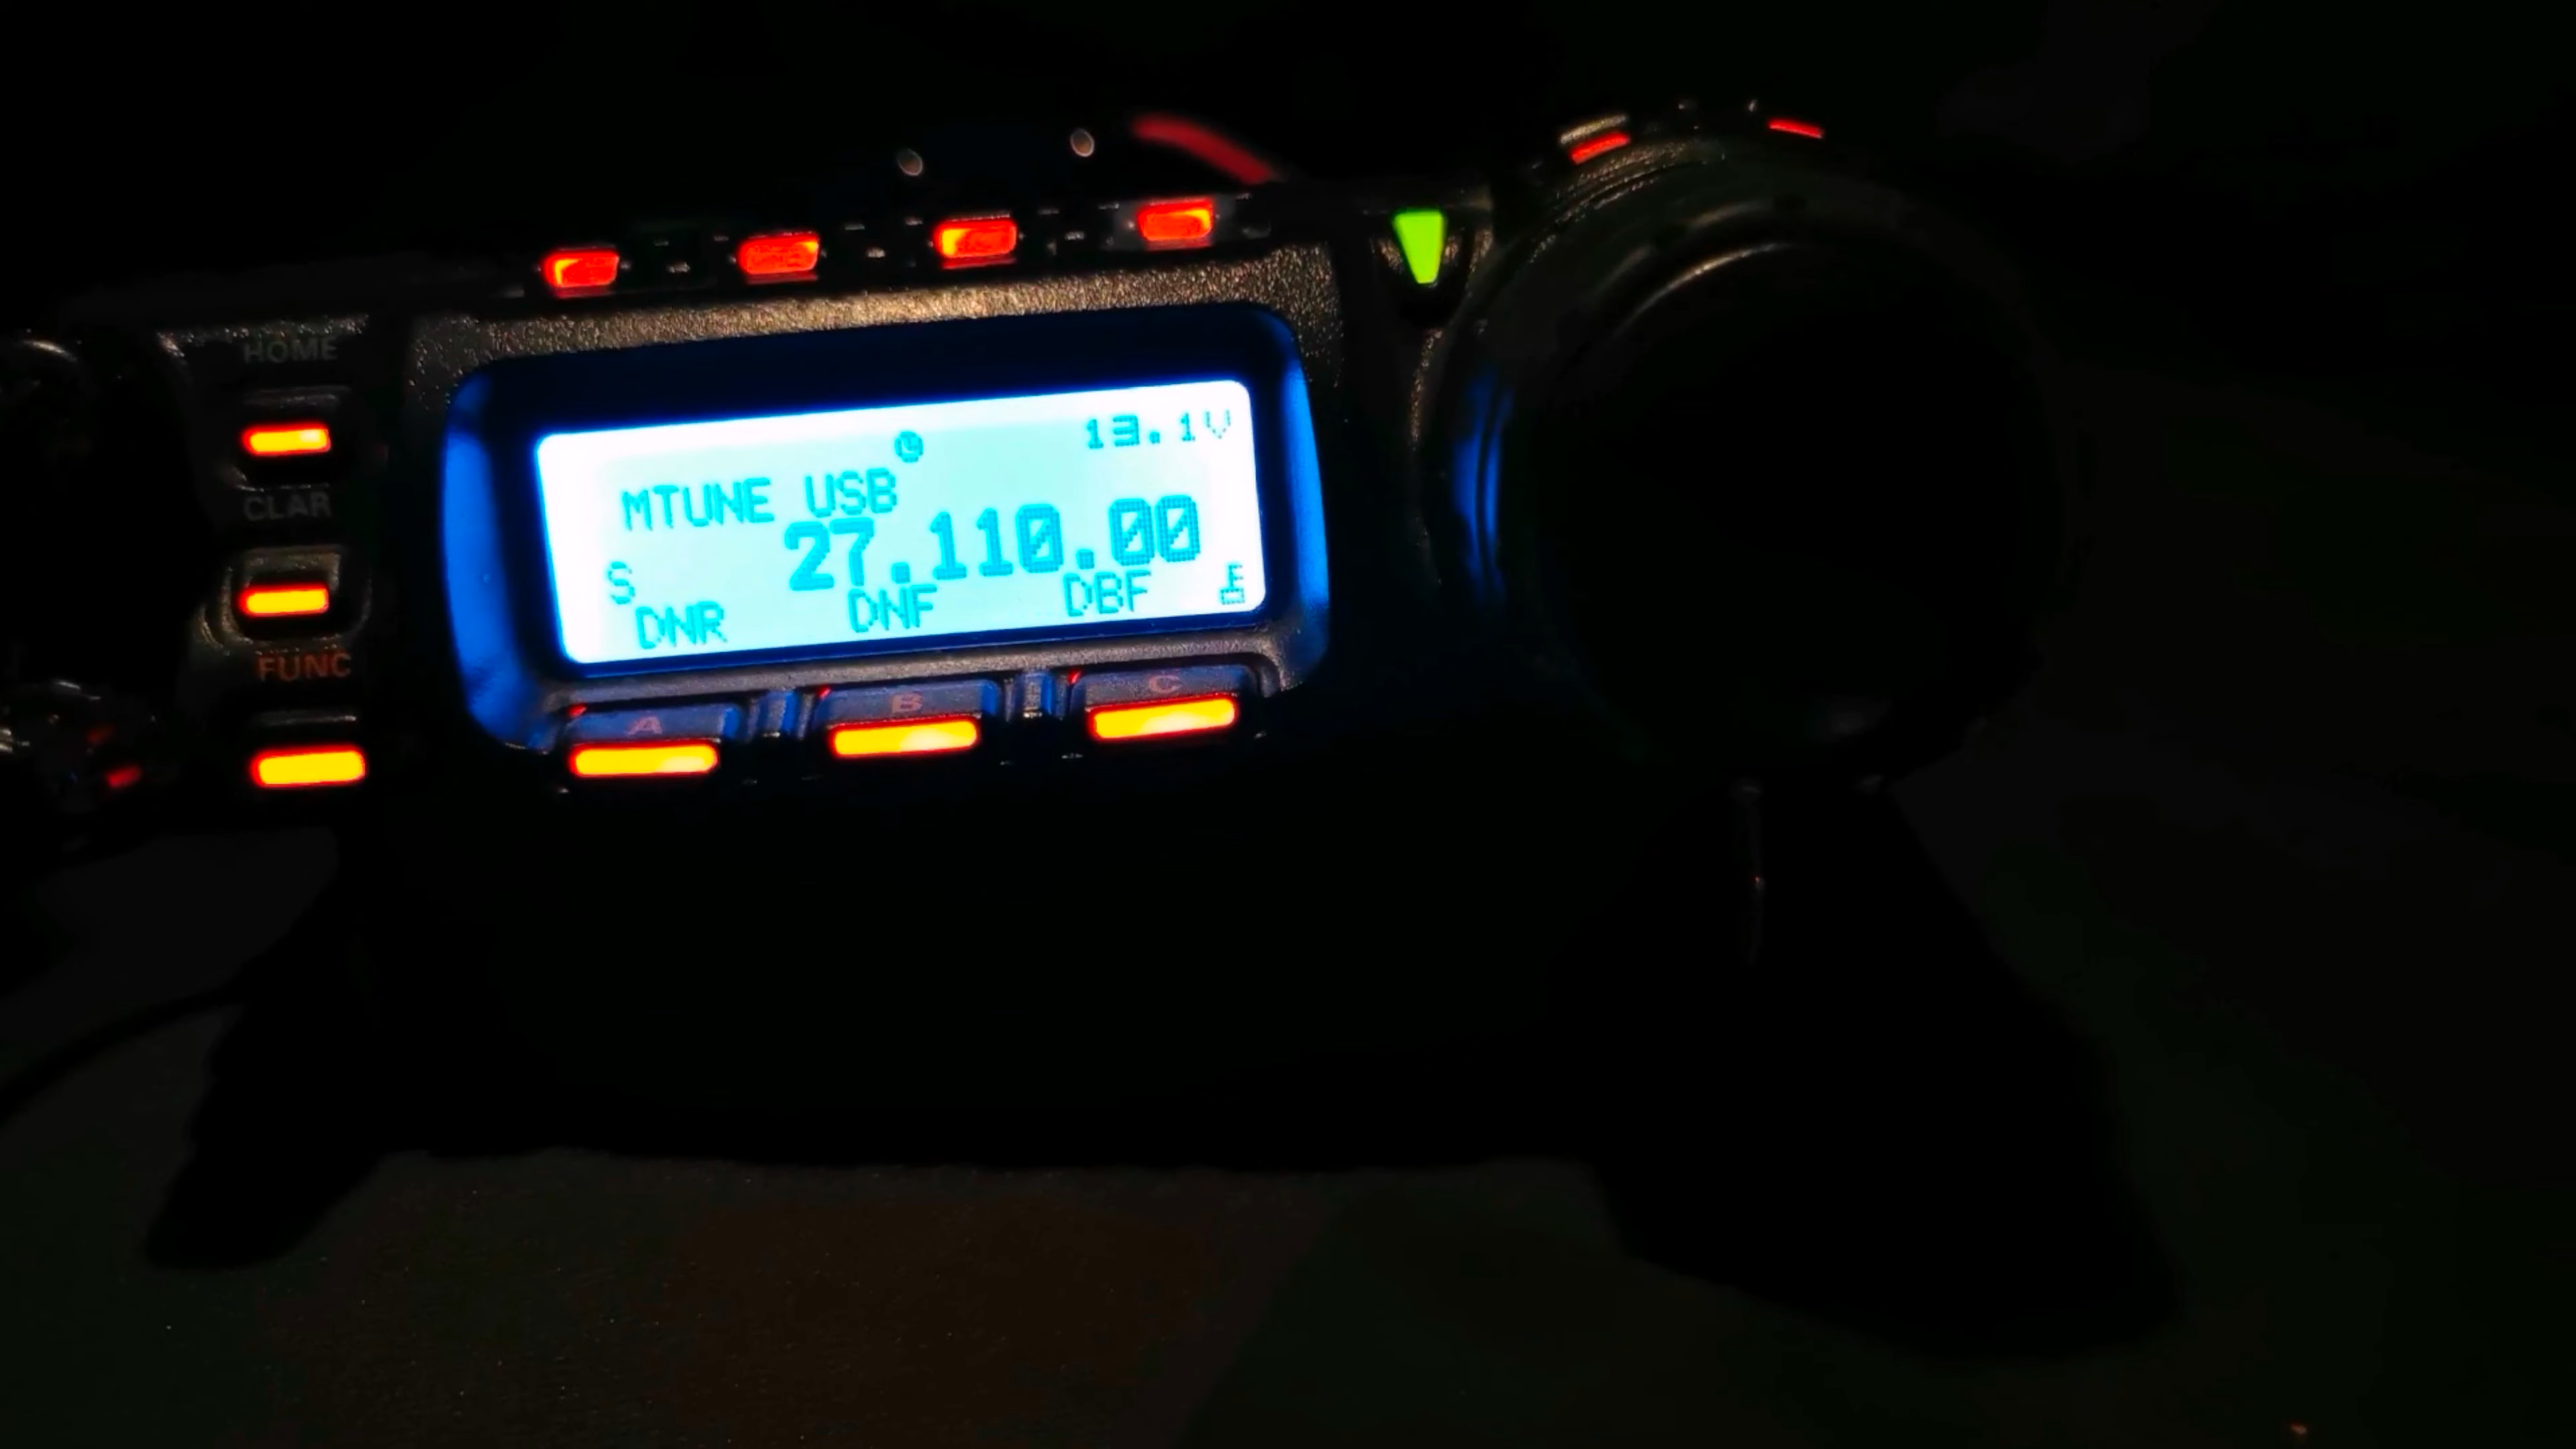 HOME
13.1V
MTUNE USB
27.110.00
CLAR
S
DNR DNF DBF
FUNC
A B C